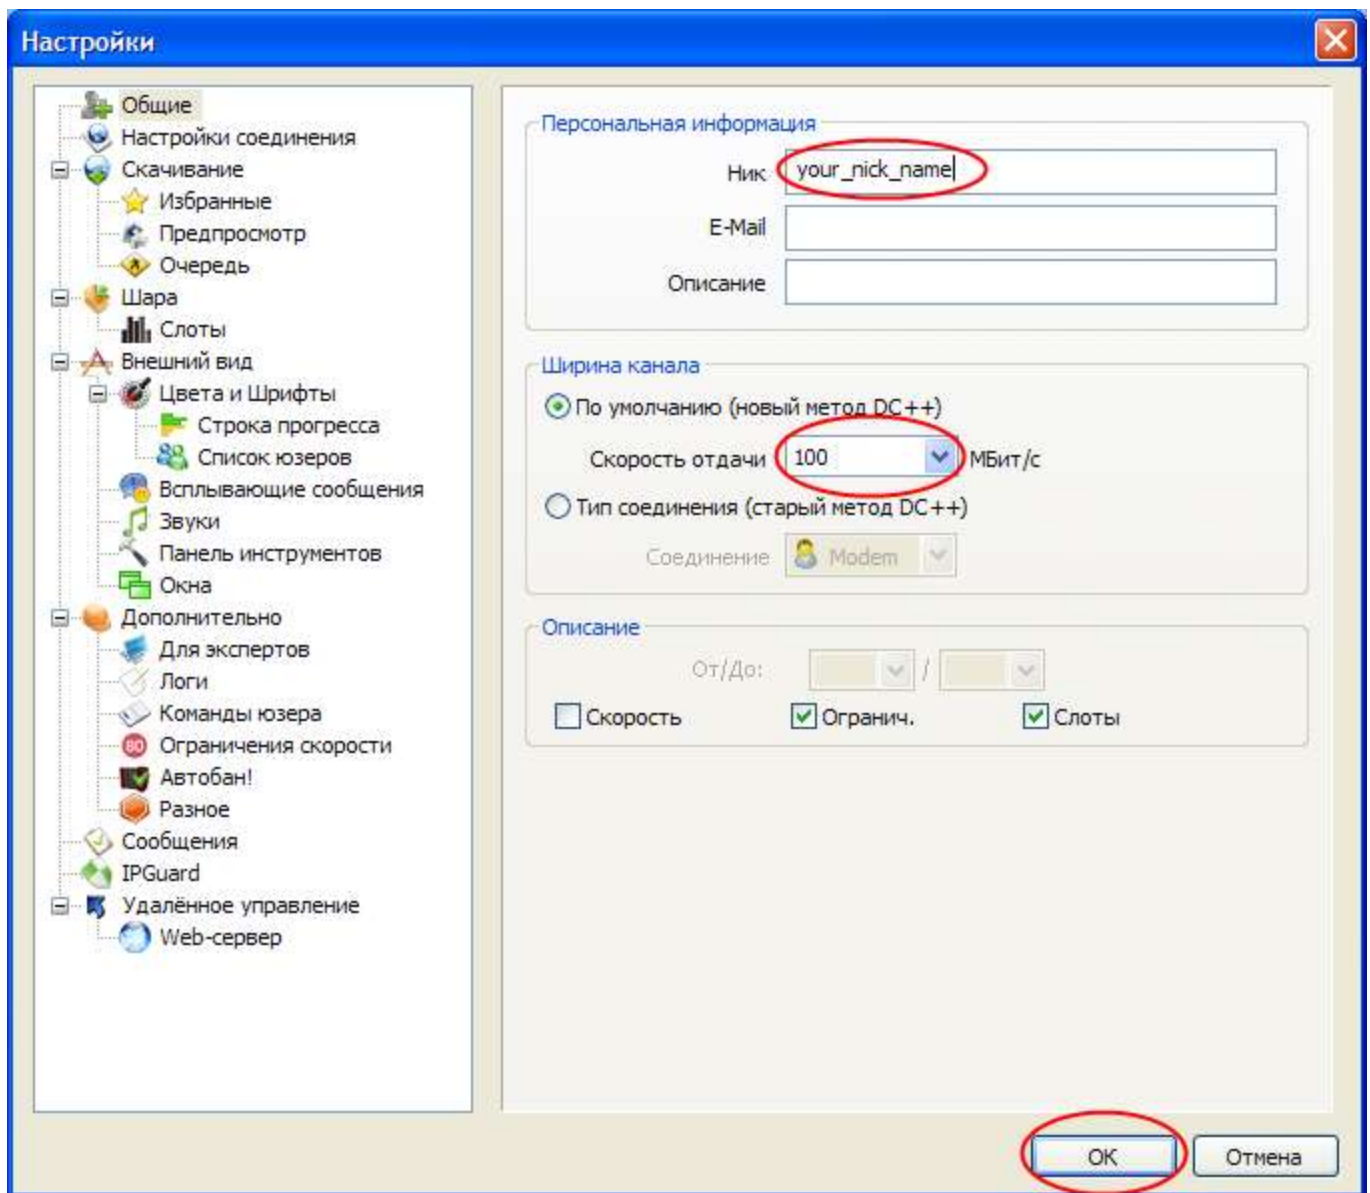 Настройки
Общие
Настройки соединения
Скачивание
Избранные
Предпросмотр
Очередь
Шара
Слоты
Внешний вид
Цвета и Шрифты
Строка прогресса
Список юзеров
Всплывающие сообщения
Звуки
Панель инструментов
Окна
Дополнительно
Для экспертов
Логи
Команды юзера
80 Ограничения скорости
Автобан!
Разное
Сообщения
IPGuard
Удалённое управление
Web-сервер
Персональная информация
Ник your_nick_name
E-Mail
Описание
Ширина канала
По умолчанию (новый метод DC++)
Скорость отдачи 100 МБит/с
Тип соединения (старый метод DC++)
Соединение Modem
Описание
От/До: /
Скорость Огранич. Слоты
OK Отмена